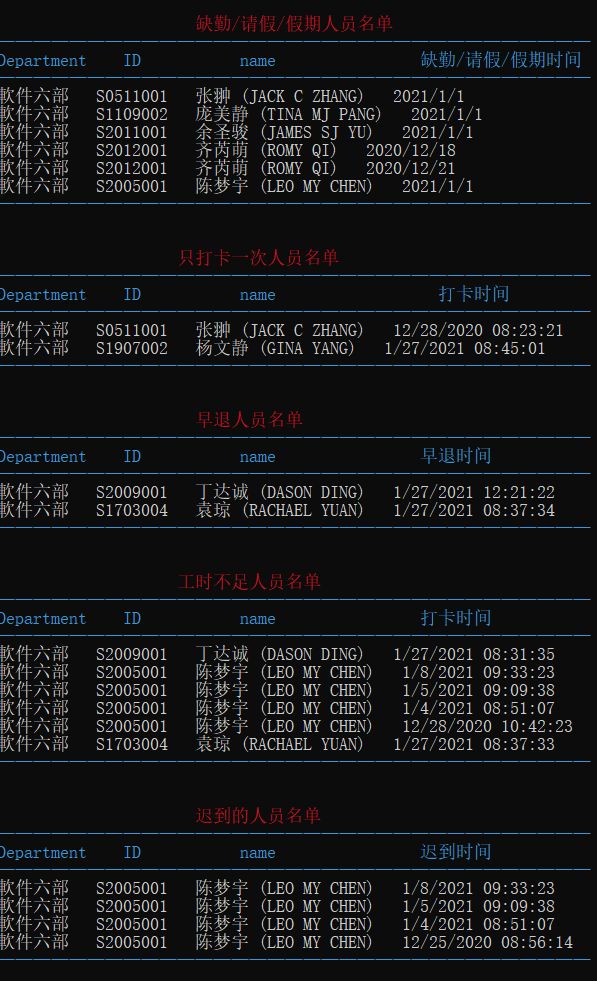 缺勤/请假/假期人员名单
Department ID name 缺勤/请假/假期时间
軟件六部 S0511001 张翀 (JACK C ZHANG) 2021/1/1
軟件六部 S1109002 庞美静 (TINA MJ PANG) 2021/1/1
軟件六部 S2011001 余圣骏 (JAMES SJ YU) 2021/1/1
軟件六部 S2012001 齐芮萌 (ROMY QI) 2020/12/18
軟件六部 S2012001 齐芮萌 (ROMY QI) 2020/12/21
軟件六部 S2005001 陈梦宇 (LEO MY CHEN) 2021/1/1
只打卡一次人员名单
Department ID name 打卡时间
軟件六部 S0511001 张翀 (JACK C ZHANG) 12/28/2020 08:23:21
軟件六部 S1907002 杨文静 (GINA YANG) 1/27/2021 08:45:01
早退人员名单
Department ID name 早退时间
軟件六部 S2009001 丁达诚 (DASON DING) 1/27/2021 12:21:22
軟件六部 S1703004 袁琼 (RACHAEL YUAN) 1/27/2021 08:37:34
工时不足人员名单
Department ID name 打卡时间
軟件六部 S2009001 丁达诚 (DASON DING) 1/27/2021 08:31:35
軟件六部 S2005001 陈梦宇 (LEO MY CHEN) 1/8/2021 09:33:23
軟件六部 S2005001 陈梦宇 (LEO MY CHEN) 1/5/2021 09:09:38
軟件六部 S2005001 陈梦宇 (LEO MY CHEN) 1/4/2021 08:51:07
軟件六部 S2005001 陈梦宇 (LEO MY CHEN) 12/28/2020 10:42:23
軟件六部 S1703004 袁琼 (RACHAEL YUAN) 1/27/2021 08:37:33
迟到的人员名单
Department ID name 迟到时间
軟件六部 S2005001 陈梦宇 (LEO MY CHEN) 1/8/2021 09:33:23
軟件六部 S2005001 陈梦宇 (LEO MY CHEN) 1/5/2021 09:09:38
軟件六部 S2005001 陈梦宇 (LEO MY CHEN) 1/4/2021 08:51:07
軟件六部 S2005001 陈梦宇 (LEO MY CHEN) 12/25/2020 08:56:14